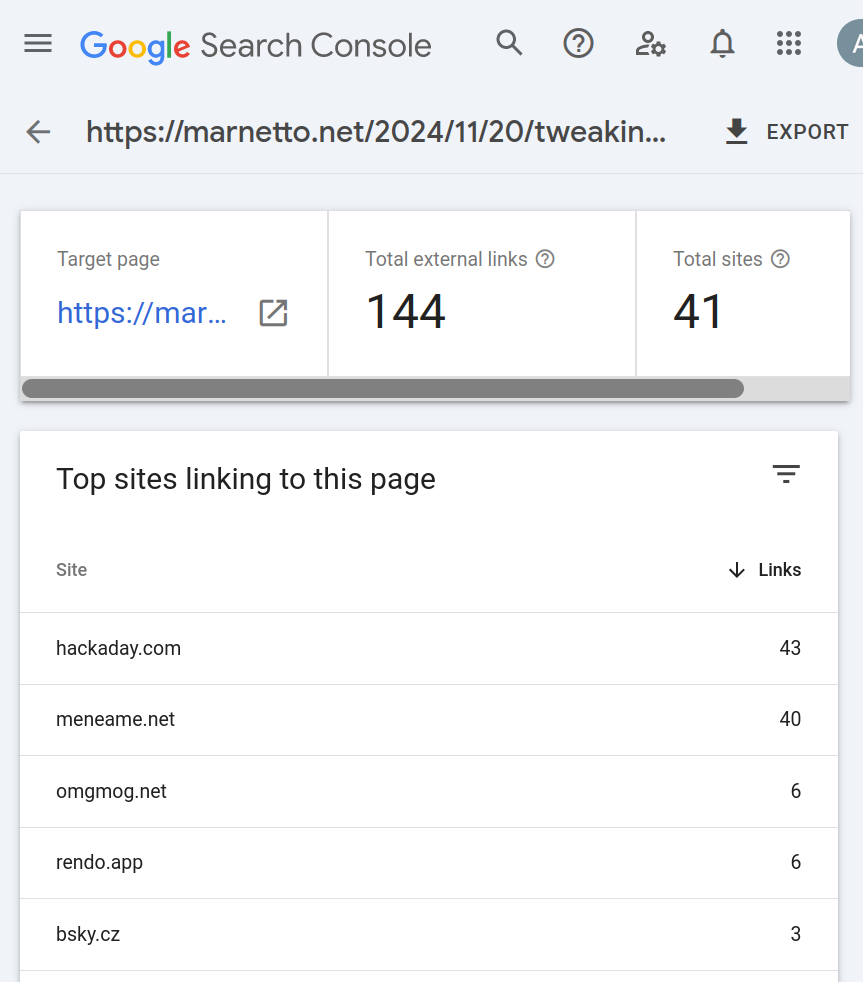 Google Search Console
A
https://marnetto.net/2024/11/20/tweakin...
EXPORT
Target page
https://mar...
Total external links
144
Total sites
41
Top sites linking to this page
Site
Links
hackaday.com 43
meneame.net 40
omgmog.net 6
rendo.app 6
bsky.cz 3